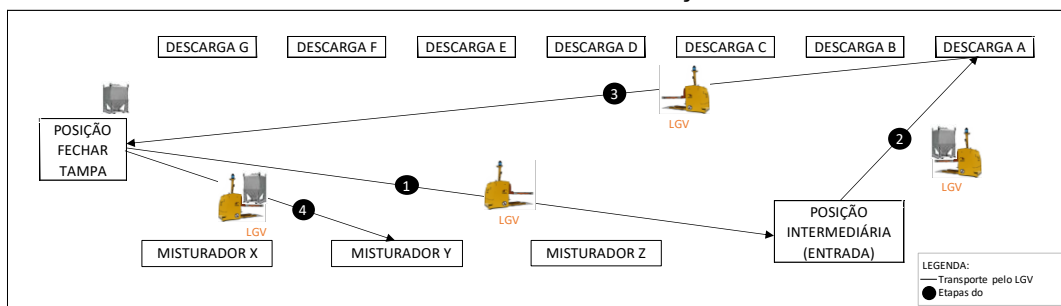 DESCARGA G
DESCARGA F
DESCARGA E
DESCARGA D
DESCARGA C
DESCARGA B
DESCARGA A
3
LGV
POSIÇÃO
FECHAR
TAMPA
2
LGV
1
LGV
4
LGV
POSIÇÃO
INTERMEDIÁRIA
(ENTRADA)
MISTURADOR X
MISTURADOR Y
MISTURADOR Z
LEGENDA:
Transporte pelo LGV
Etapas do